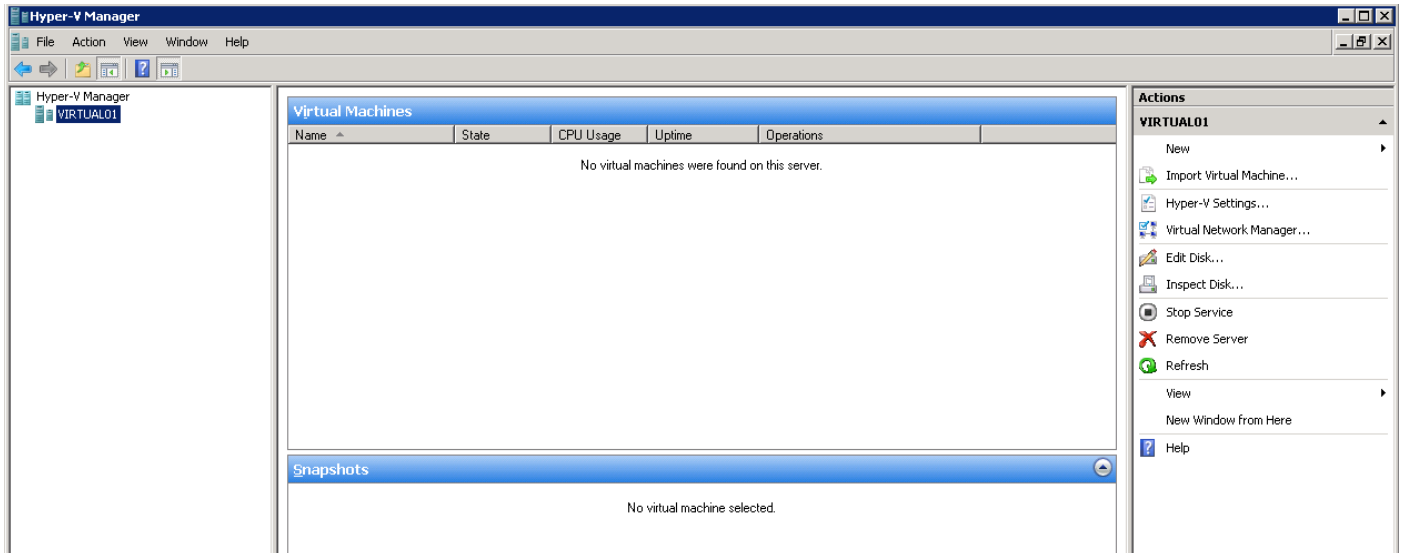 Hyper-V Manager
File Action View Window Help
Hyper-V Manager
VIRTUAL01
Virtual Machines
Name State CPU Usage Uptime Operations
No virtual machines were found on this server.
Snapshots
No virtual machine selected.
Actions
VIRTUAL01
New
Import Virtual Machine...
Hyper-V Settings...
Virtual Network Manager...
Edit Disk...
Inspect Disk...
Stop Service
Remove Server
Refresh
View
New Window from Here
Help